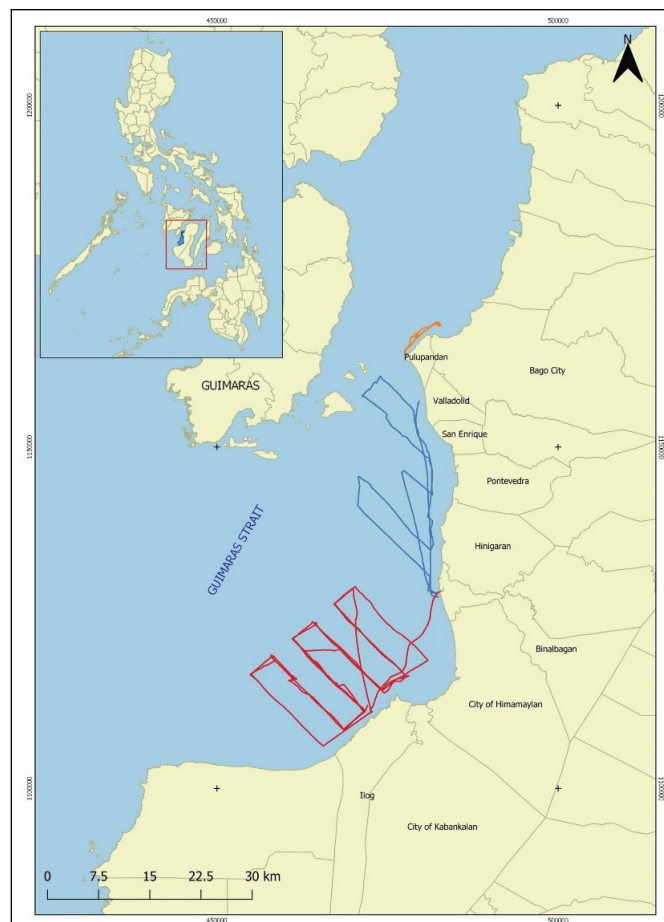 450000
500000
N
1200000
1200000
Pulupandan
GUIMARAS
Bago City
Valladolid
San Enrique
1150000
1150000
Pontevedra
GUIMARAS STRAIT
Hinigaran
Binalbagan
City of Himamaylan
1100000
1100000
Ilog
City of Kabankalan
0 7.5 15 22.5 30 km
450000
500000